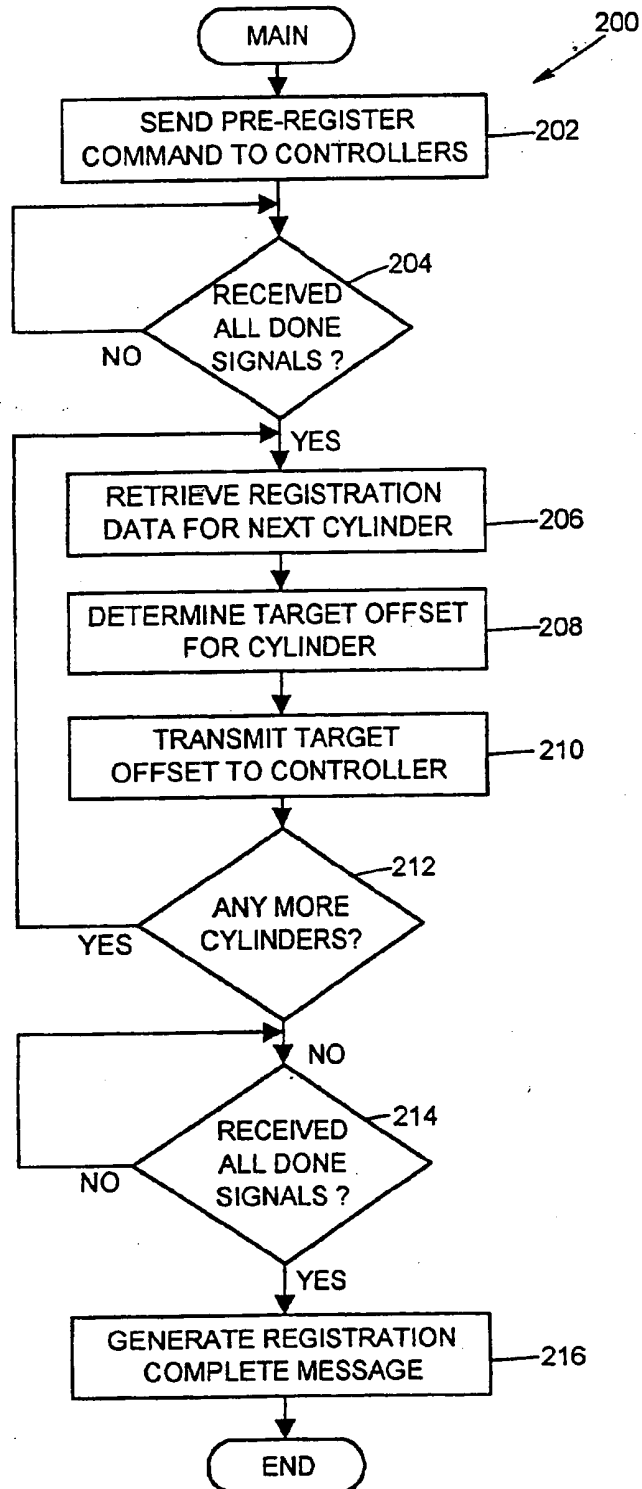 MAIN
200
SEND PRE-REGISTER
COMMAND TO CONTROLLERS
202
204
RECEIVED
ALL DONE
SIGNALS ?
NO
YES
RETRIEVE REGISTRATION
DATA FOR NEXT CYLINDER
206
DETERMINE TARGET OFFSET
FOR CYLINDER
208
TRANSMIT TARGET
OFFSET TO CONTROLLER
210
212
ANY MORE
CYLINDERS?
YES
NO
214
RECEIVED
ALL DONE
SIGNALS ?
NO
YES
GENERATE REGISTRATION
COMPLETE MESSAGE
216
END